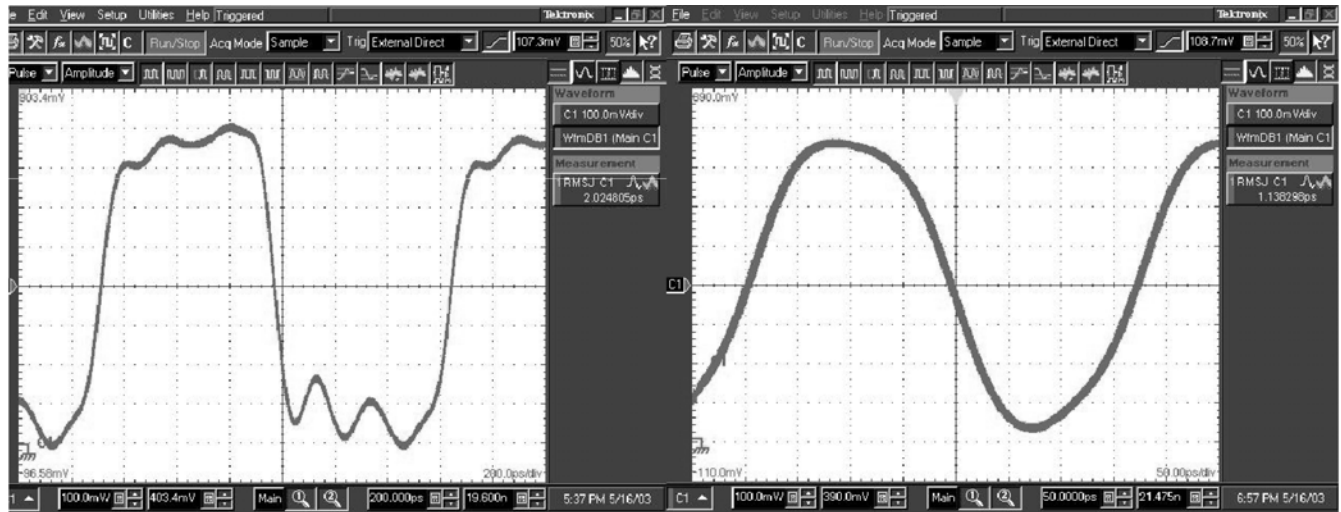 e Edit View Setup Utilities Help Triggered Tektronix
C Run/Stop Acq Mode Sample Trig External Direct 107.3mV 50%
Pulse Amplitude
903.4mV
Waveform
C1 100.0mV/div
WfmDB1 (Main C1
Measurement
1 RMSJ C1
2.024805ps
-96.58mV
200.0ps/div
1 100.0mV/ 403.4mV Main 200.000ps 19.600n 5:37 PM 5/16/03
File Edit View Setup Utilities Help Triggered Tektronix
C Run/Stop Acq Mode Sample Trig External Direct 108.7mV 50%
Pulse Amplitude
890.0mV
Waveform
C1 100.0mV/div
WfmDB1 (Main C1
Measurement
1 RMSJ C1
1.138298ps
C1
-110.0mV
50.00ps/div
C1 100.0mV/ 390.0mV Main 50.0000ps 21.475n 6:57 PM 5/16/03